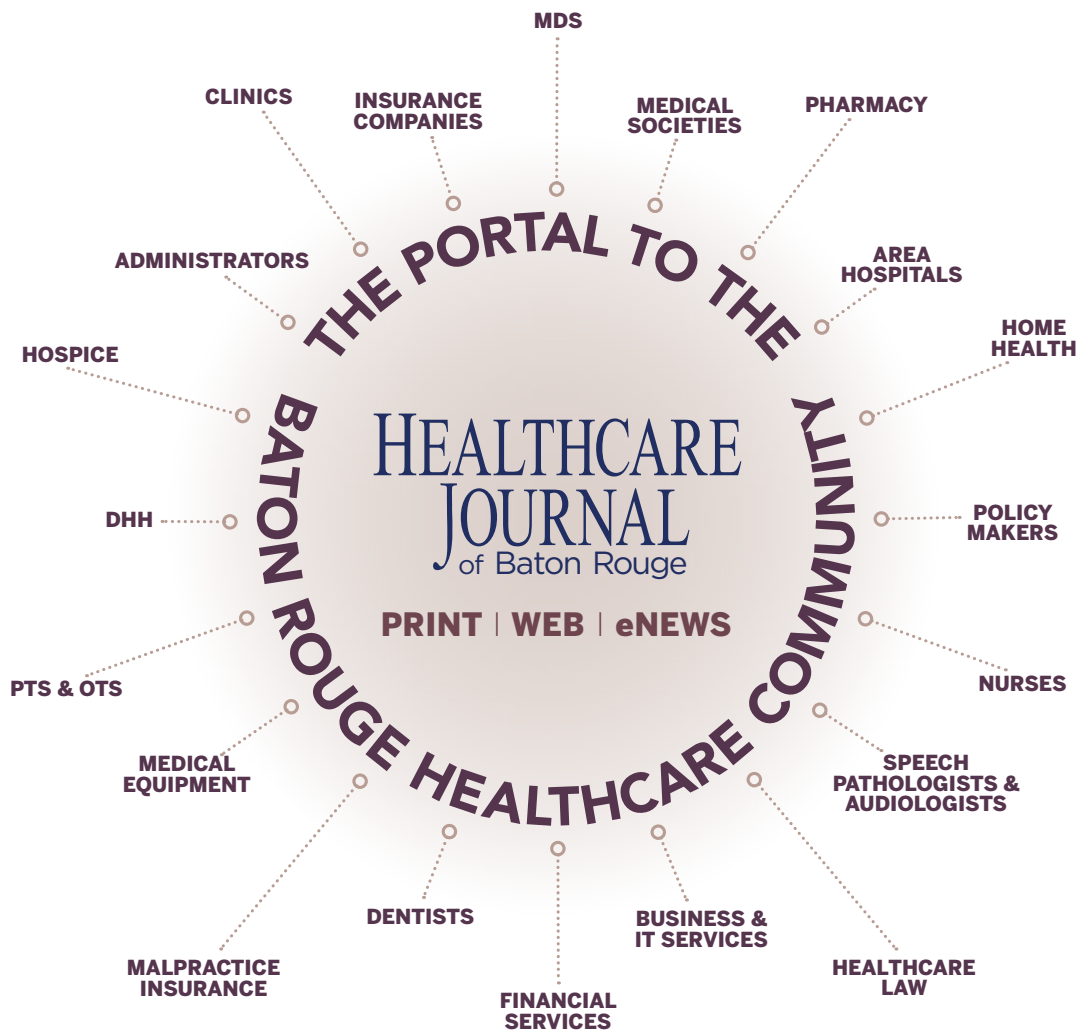 MDS
CLINICS
INSURANCE
COMPANIES
MEDICAL
SOCIETIES
PHARMACY
ADMINISTRATORS
AREA
HOSPITALS
HOSPICE
HOME
HEALTH
THE PORTAL TO THE
BATON ROUGE HEALTHCARE COMMUNITY
HEALTHCARE
JOURNAL
of Baton Rouge
PRINT | WEB | eNEWS
DHH
POLICY
MAKERS
PTS & OTS
NURSES
MEDICAL
EQUIPMENT
SPEECH
PATHOLOGISTS &
AUDIOLOGISTS
DENTISTS
BUSINESS &
IT SERVICES
MALPRACTICE
INSURANCE
HEALTHCARE
LAW
FINANCIAL
SERVICES